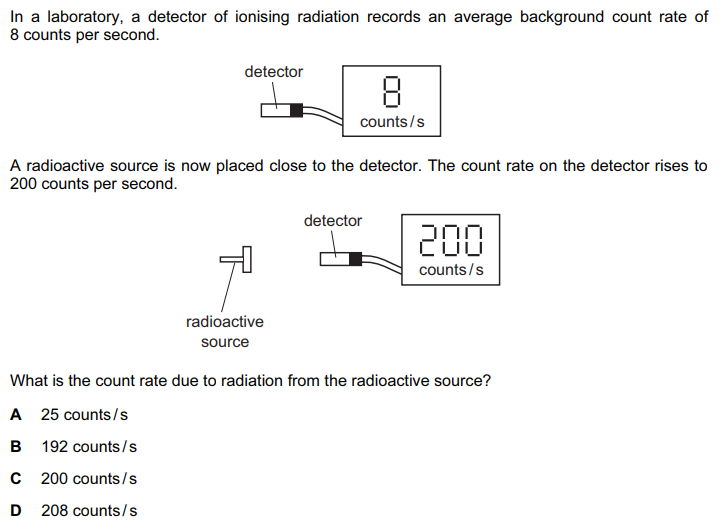 In a laboratory, a detector of ionising radiation records an average background count rate of
8 counts per second.
detector
8
counts/s
A radioactive source is now placed close to the detector. The count rate on the detector rises to
200 counts per second.
detector
200
counts/s
radioactive
source
What is the count rate due to radiation from the radioactive source?
A 25 counts/s
B 192 counts/s
C 200 counts/s
D 208 counts/s